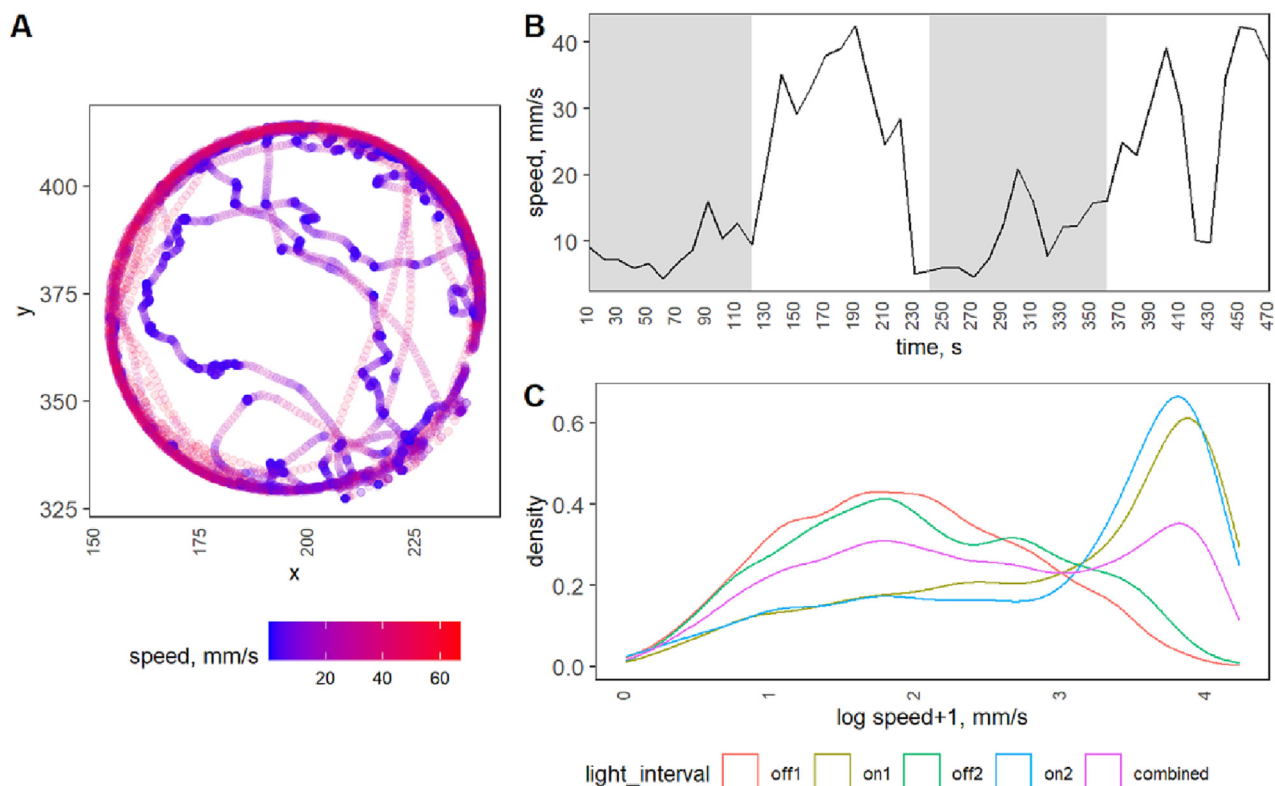 A
y
400
375
350
325
150
175
200
225
x
speed, mm/s
20 40 60
B
speed, mm/s
40
30
20
10
10 30 50 70 90 110 130 150 170 190 210 230 250 270 290 310 330 350 370 390 410 430 450 470
time, s
C
density
0.6
0.4
0.2
0.0
0 1 2 3 4
log speed+1, mm/s
light_interval off1 on1 off2 on2 combined